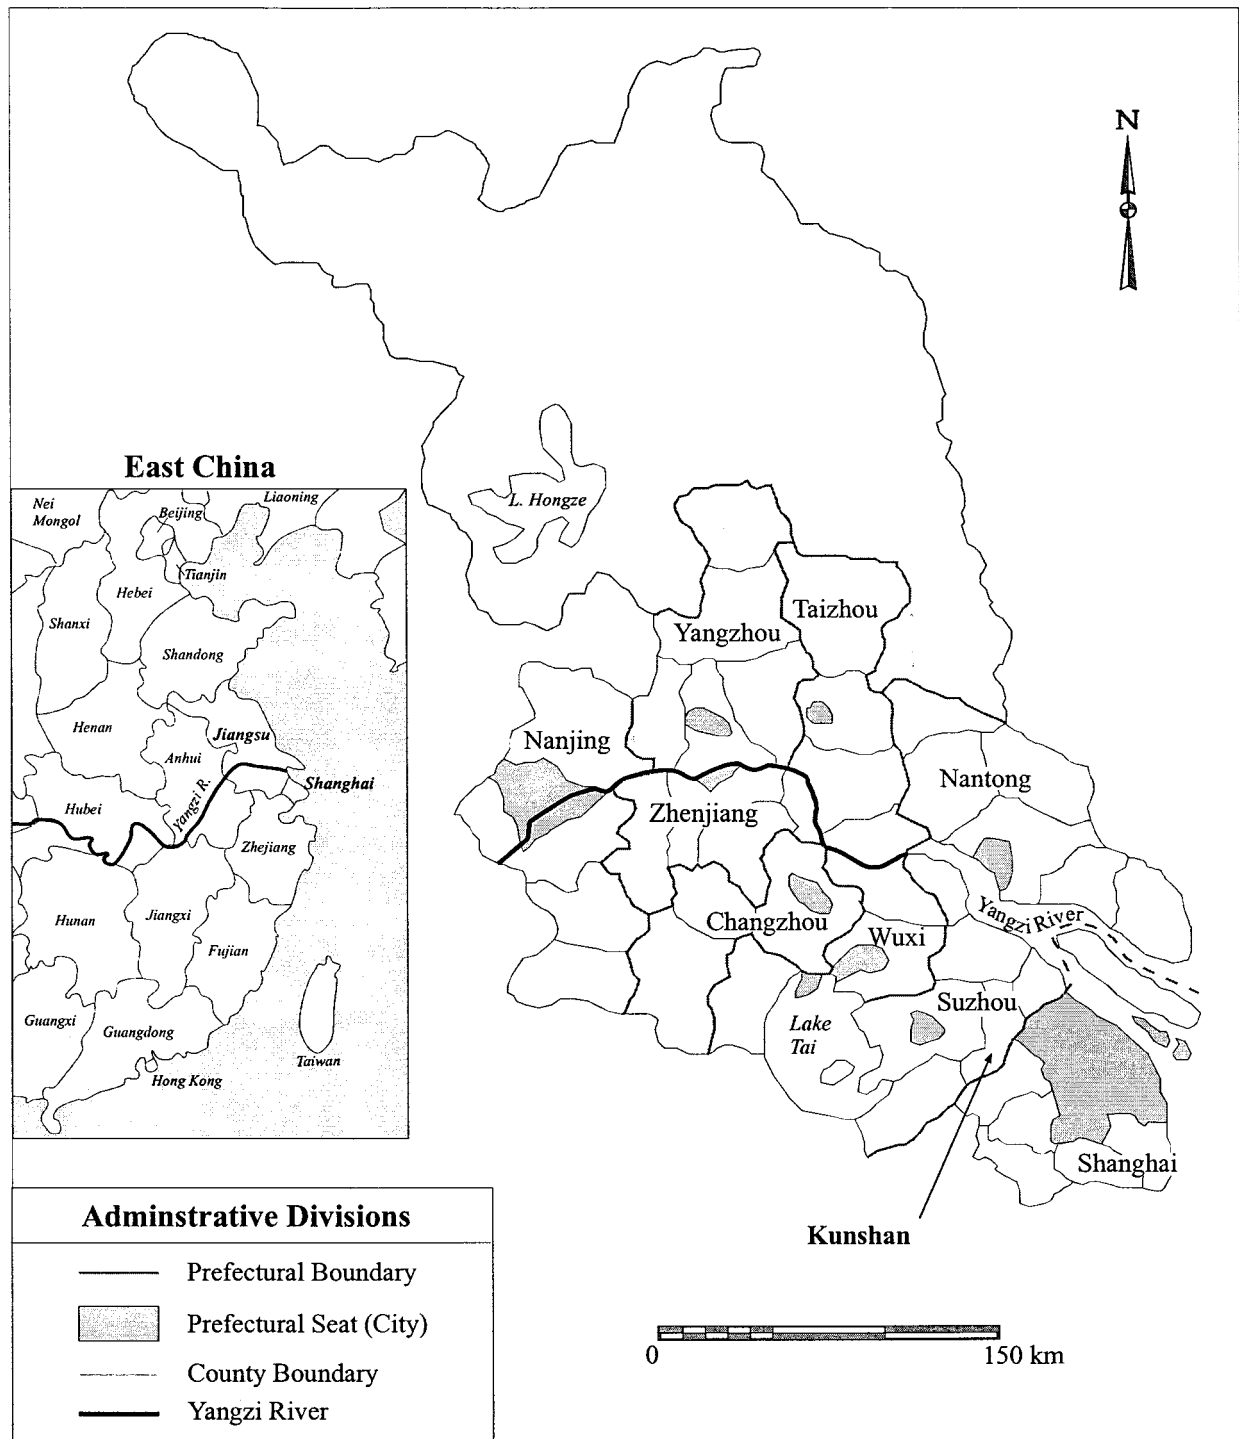 N
East China
Nei
Mongol
Liaoning
Beijing
Tianjin
Hebei
Shanxi
Shandong
Henan
Jiangsu
Anhui
Shanghai
Yangzi R.
Hubei
Zhejiang
Hunan
Jiangxi
Fujian
Guangxi
Guangdong
Taiwan
Hong Kong
L. Hongze
Taizhou
Yangzhou
Nanjing
Nantong
Zhenjiang
Changzhou
Yangzi River
Wuxi
Suzhou
Lake
Tai
Shanghai
Kunshan
Adminstrative Divisions
Prefectural Boundary
Prefectural Seat (City)
County Boundary
Yangzi River
0 150 km